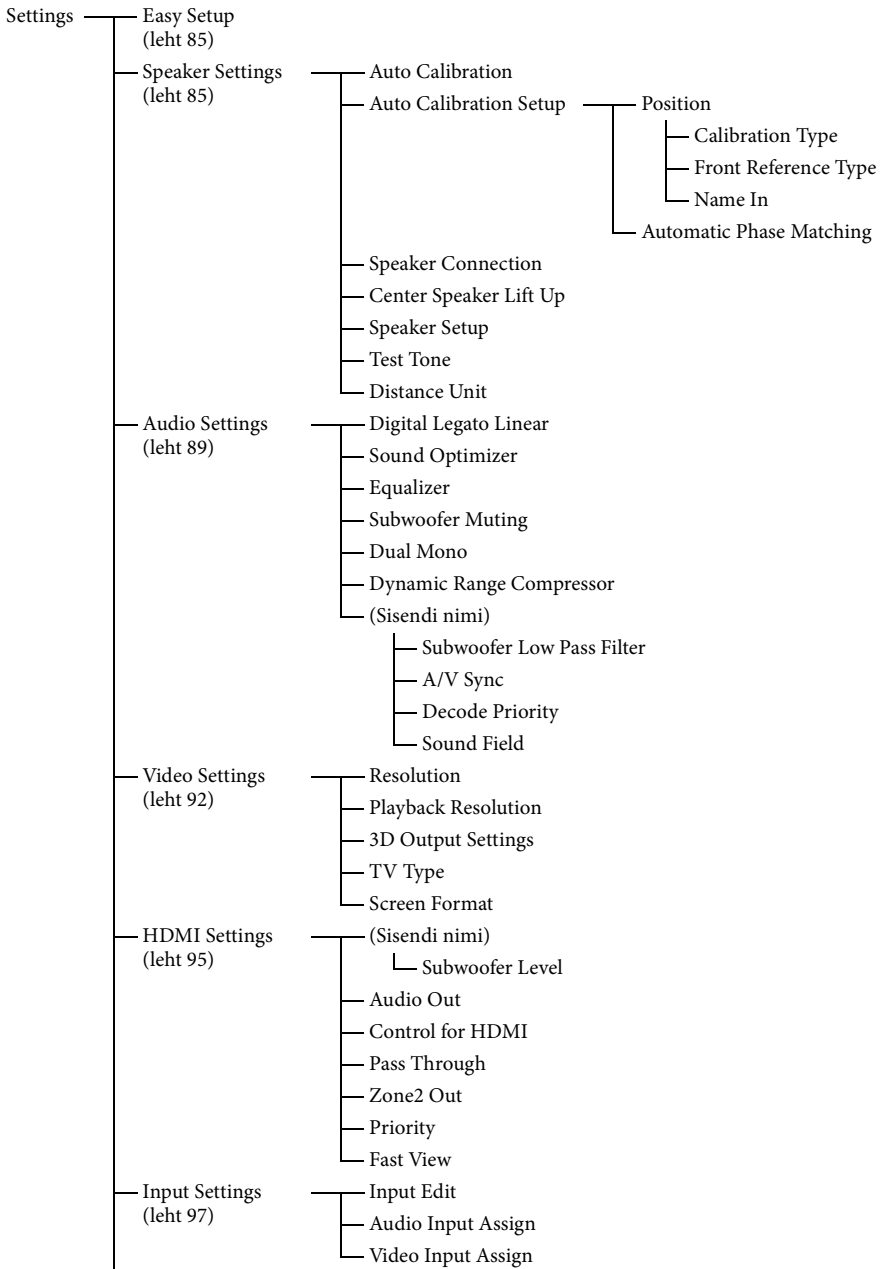 Settings
Easy Setup
(leht 85)
Speaker Settings
(leht 85)
Auto Calibration
Auto Calibration Setup
Position
Calibration Type
Front Reference Type
Name In
Automatic Phase Matching
Speaker Connection
Center Speaker Lift Up
Speaker Setup
Test Tone
Distance Unit
Audio Settings
(leht 89)
Digital Legato Linear
Sound Optimizer
Equalizer
Subwoofer Muting
Dual Mono
Dynamic Range Compressor
(Sisendi nimi)
Subwoofer Low Pass Filter
A/V Sync
Decode Priority
Sound Field
Video Settings
(leht 92)
Resolution
Playback Resolution
3D Output Settings
TV Type
Screen Format
HDMI Settings
(leht 95)
(Sisendi nimi)
Subwoofer Level
Audio Out
Control for HDMI
Pass Through
Zone2 Out
Priority
Fast View
Input Settings
(leht 97)
Input Edit
Audio Input Assign
Video Input Assign